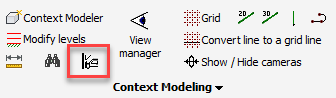 Context Modeler
Modify levels
View
manager
Grid
2D
3D
Convert line to a grid line
Show / Hide cameras
Context Modeling